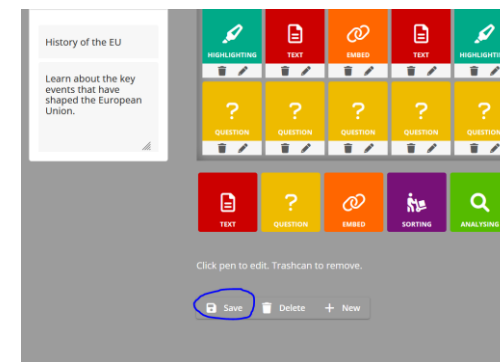 History of the EU
Learn about the key
events that have
shaped the European
Union.
HIGHLIGHTING TEXT EMBED TEXT
QUESTION QUESTION QUESTION QUESTION
TEXT QUESTION EMBED SORTING ANALYSING
Click pen to edit. Trashcan to remove.
Save Delete + New